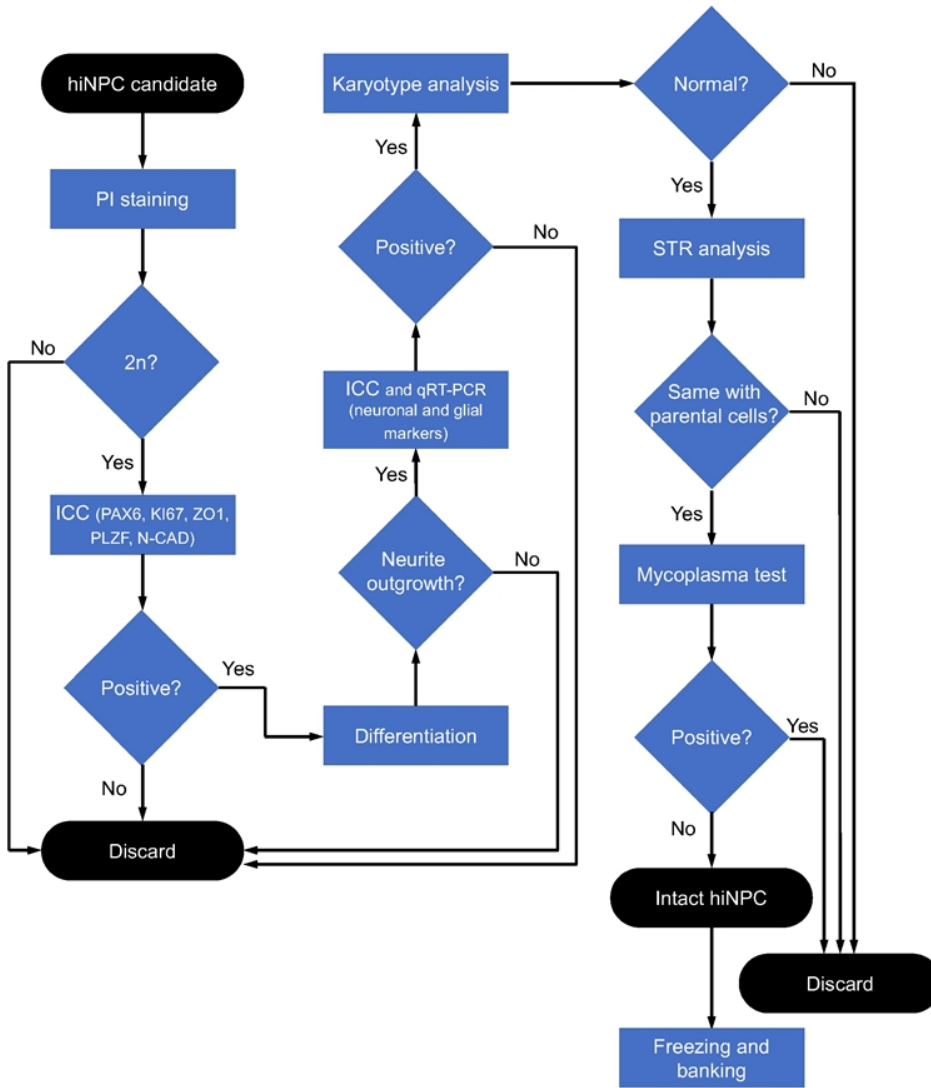 hiNPC candidate
PI staining
No
2n?
Yes
ICC (PAX6, KI67, ZO1,
PLZF, N-CAD)
Positive?
Yes
No
Discard
Differentiation
Neurite
outgrowth?
No
Yes
ICC and qRT-PCR
(neuronal and glial
markers)
Positive?
No
Yes
Karyotype analysis
Normal?
No
Yes
STR analysis
Same with
parental cells?
No
Yes
Mycoplasma test
Positive?
Yes
No
Intact hiNPC
Discard
Freezing and
banking